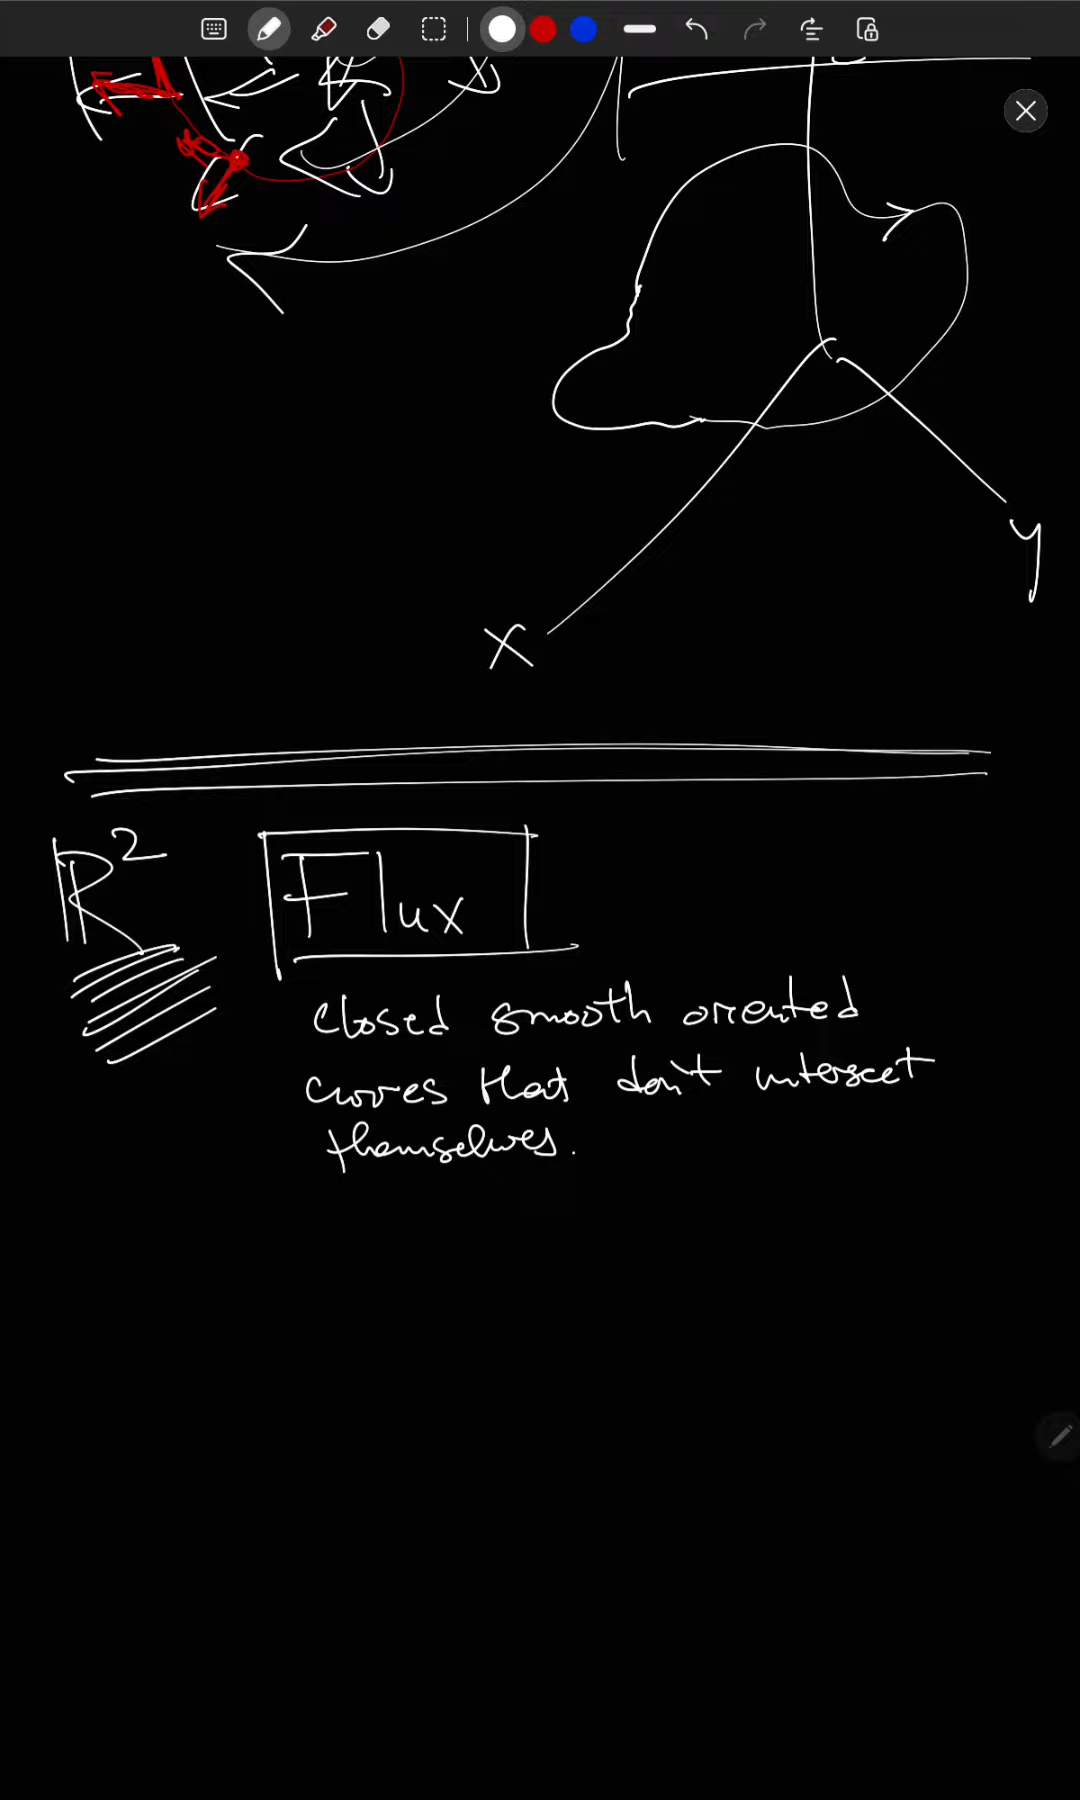 y
x
R² Flux
closed smooth oriented
curves that don't intersect
themselves.